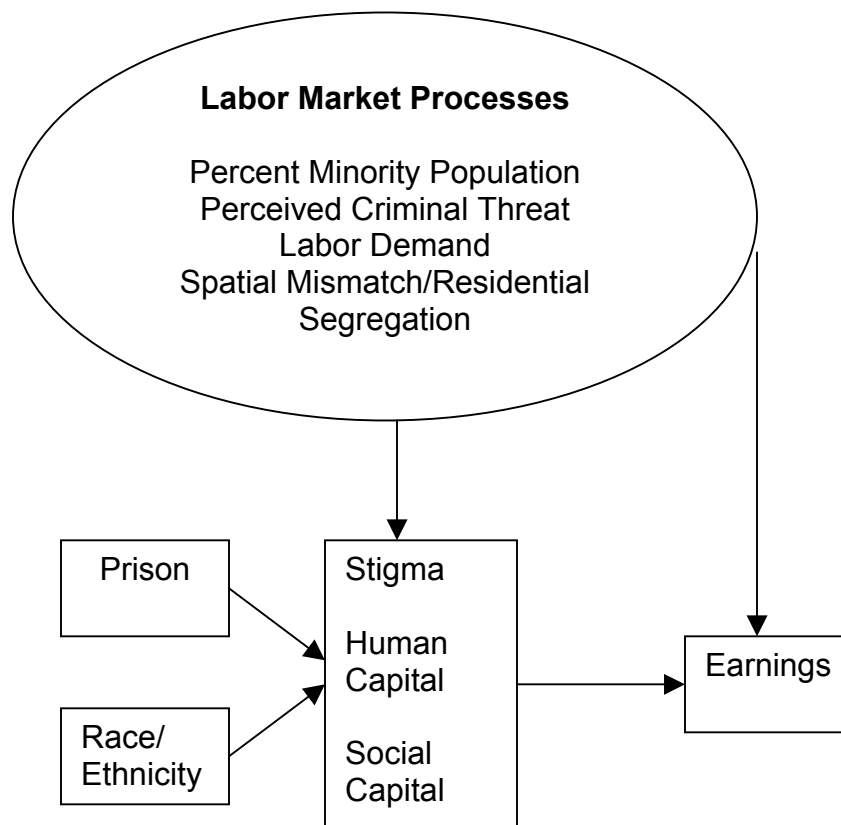 Labor Market Processes
Percent Minority Population
Perceived Criminal Threat
Labor Demand
Spatial Mismatch/Residential
Segregation
Prison
Race/
Ethnicity
Stigma
Human
Capital
Social
Capital
Earnings